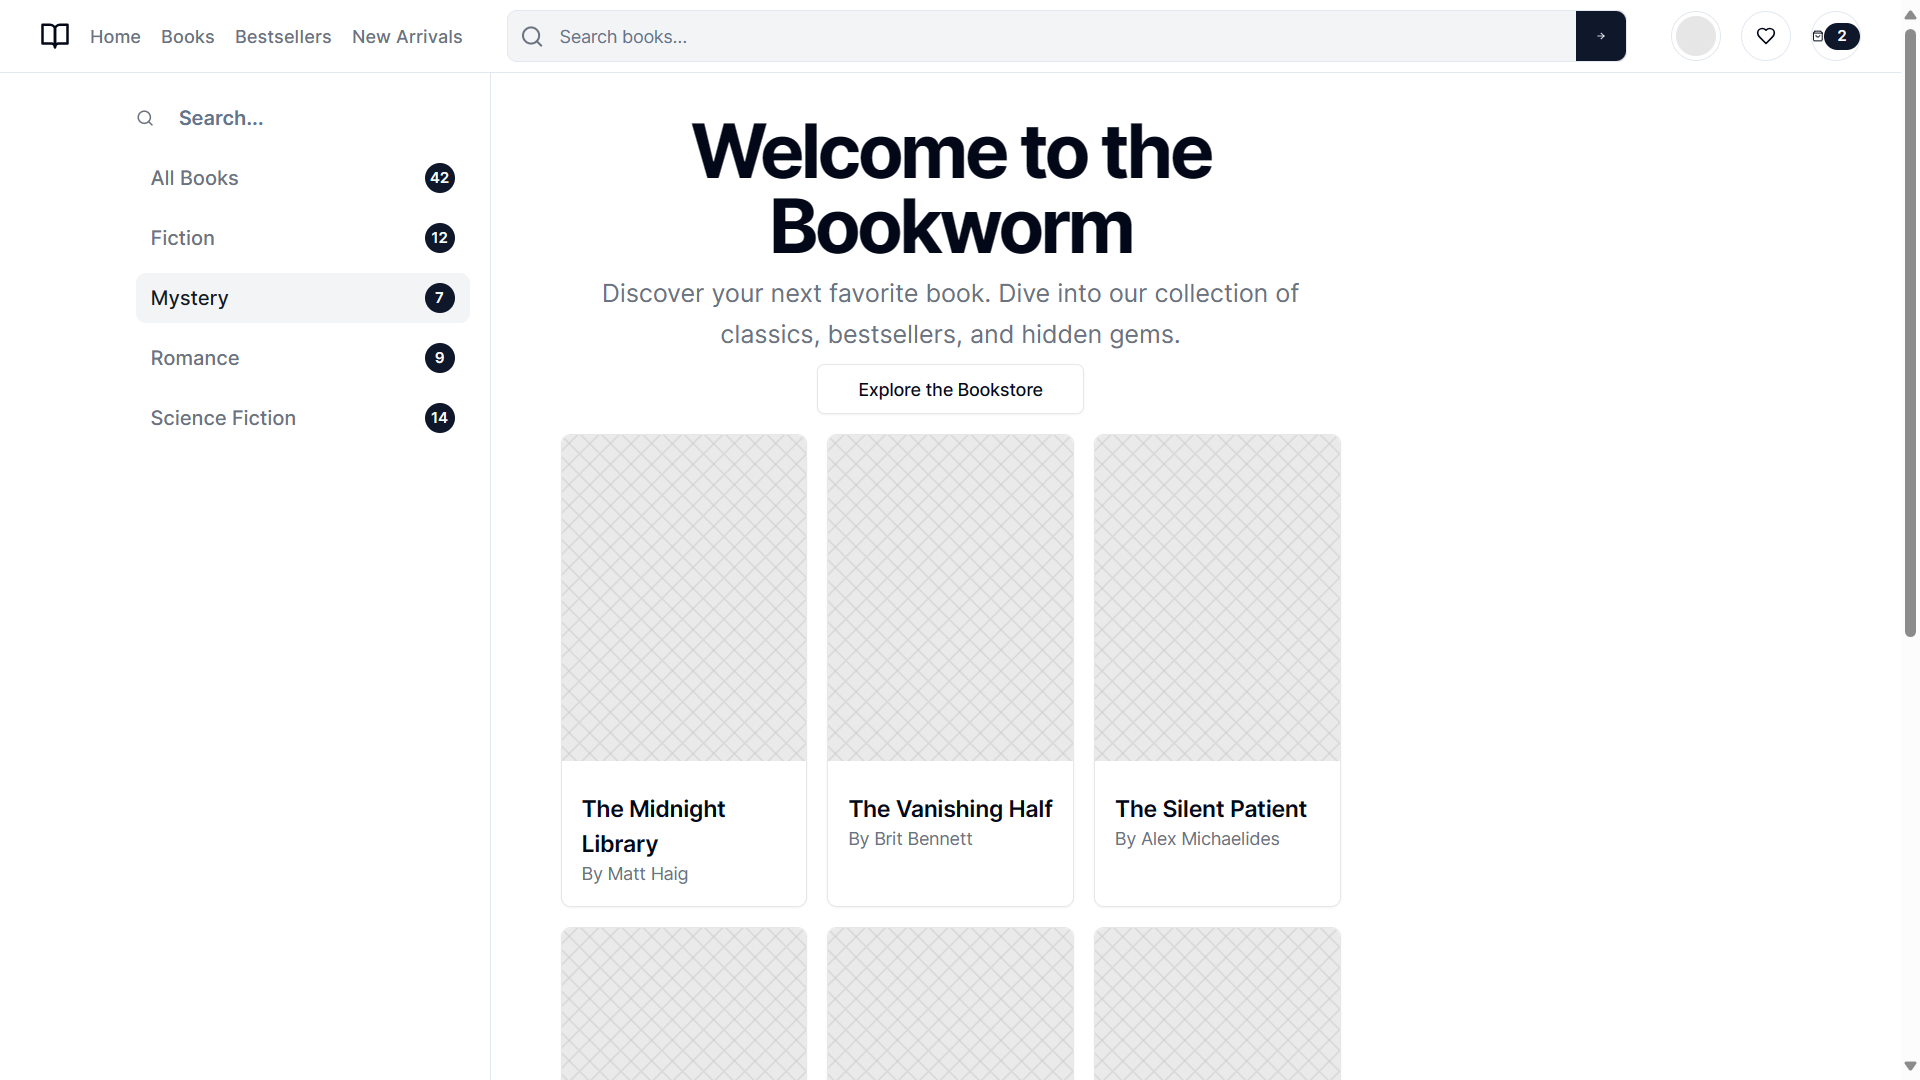 Home Books Bestsellers New Arrivals Search books... 2
Search...
All Books 42
Fiction 12
Mystery 7
Romance 9
Science Fiction 14
Welcome to the
Bookworm
Discover your next favorite book. Dive into our collection of
classics, bestsellers, and hidden gems.
Explore the Bookstore
The Midnight
Library
By Matt Haig
The Vanishing Half
By Brit Bennett
The Silent Patient
By Alex Michaelides